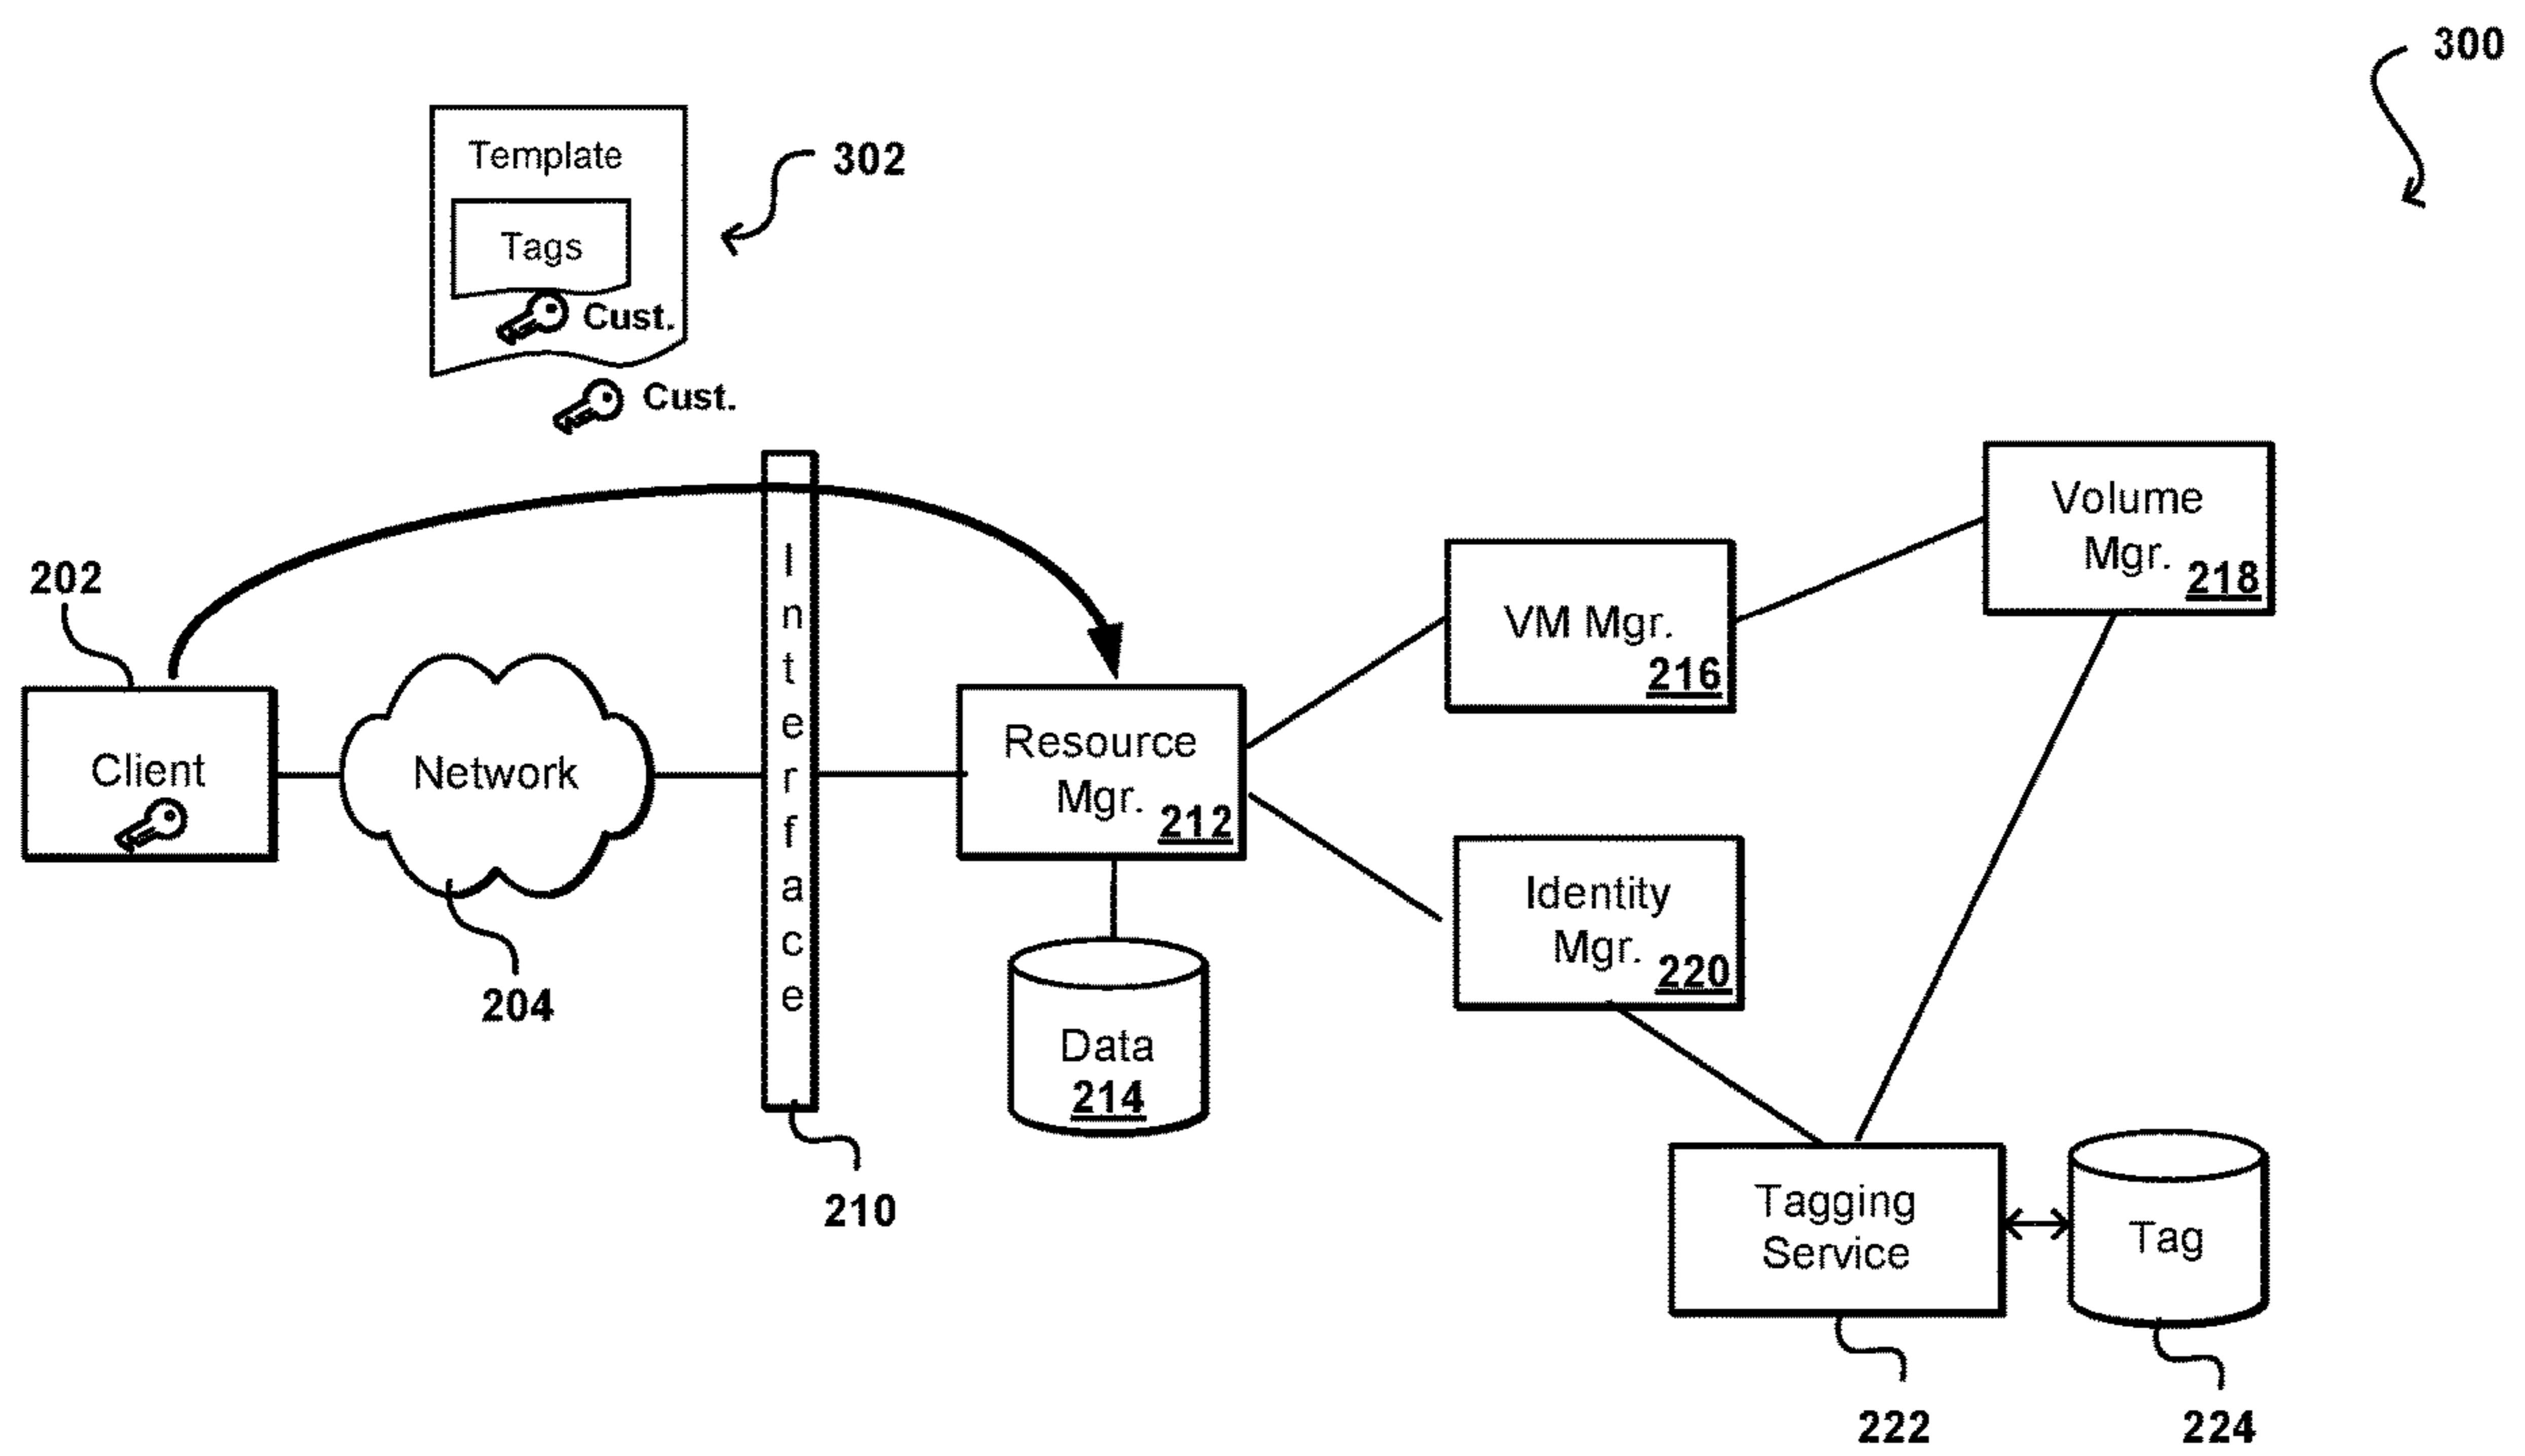 300
Template
302
Tags
Cust.
Cust.
Interface
Volume
Mgr.
218
202
VM Mgr.
216
Client
Network
Resource
Mgr.
212
Identity
Mgr.
220
204
Data
214
210
Tagging
Service
Tag
222
224